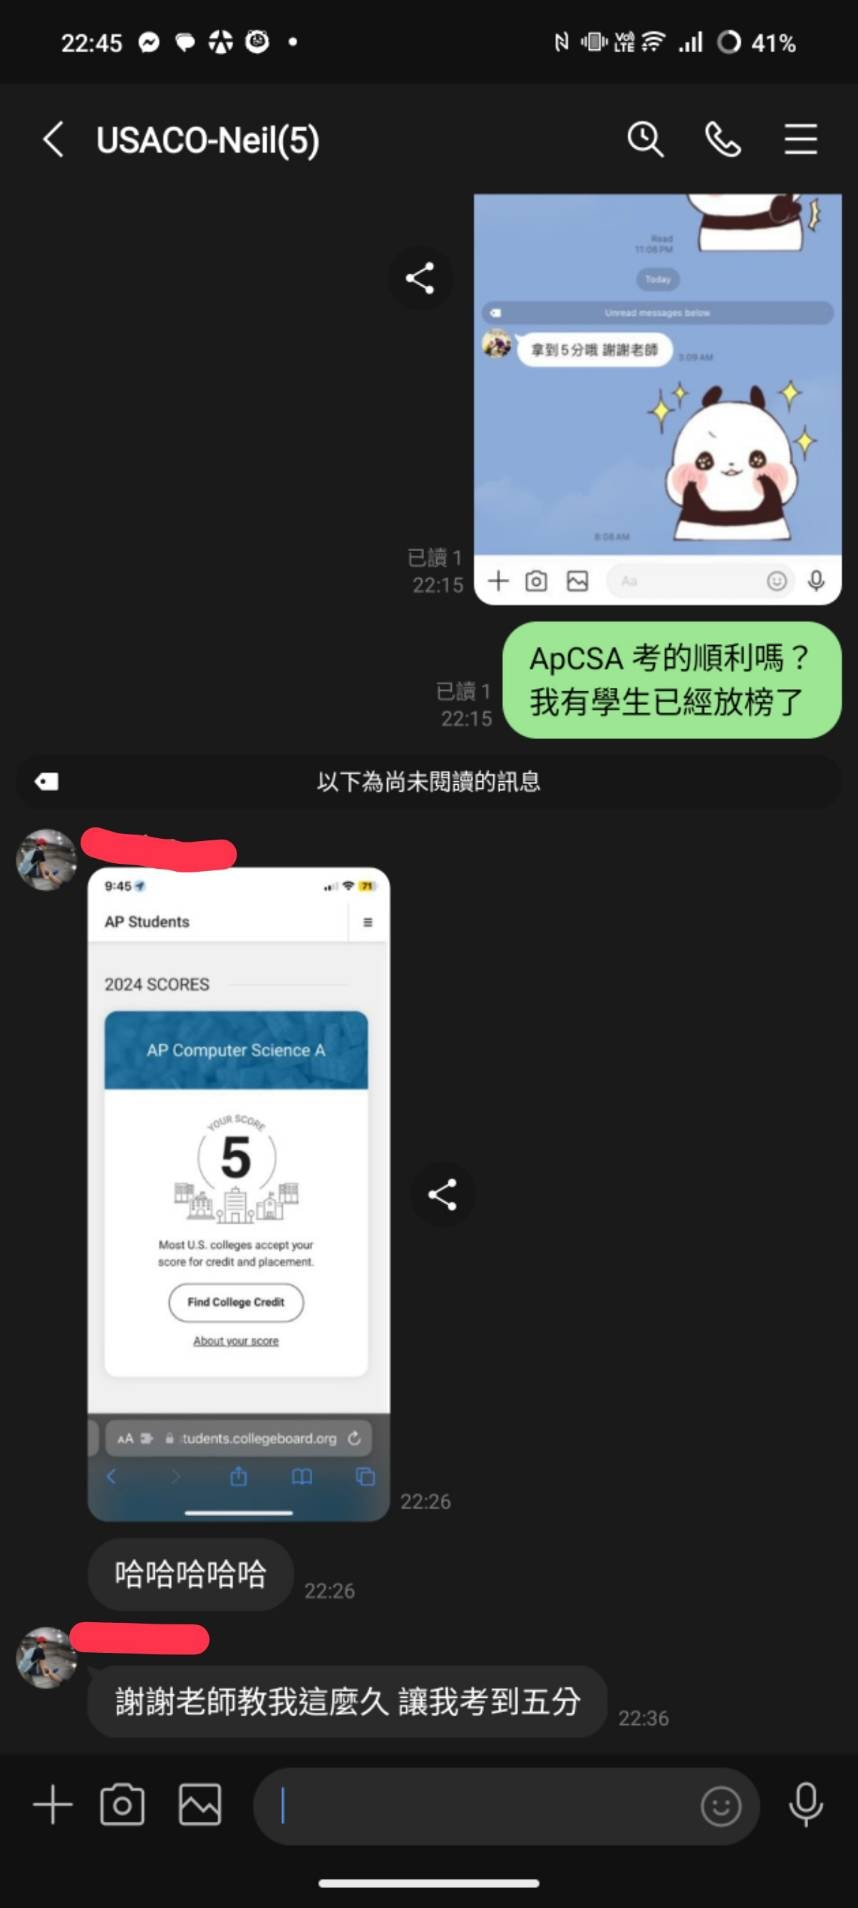 22:45
Vo) LTE
41%
USACO-Neil(5)
Read
11:08 PM
Today
Unread messages below
拿到5分哦 謝謝老師
3:09 AM
8:08 AM
Aa
已讀 1
22:15
ApCSA 考的順利嗎？
我有學生已經放榜了
已讀 1
22:15
以下為尚未閱讀的訊息
9:45
71
AP Students
2024 SCORES
AP Computer Science A
YOUR SCORE
5
Most U.S. colleges accept your
score for credit and placement.
Find College Credit
About your score
AA
tudents.collegeboard.org
22:26
哈哈哈哈哈
22:26
謝謝老師教我這麼久 讓我考到五分
22:36